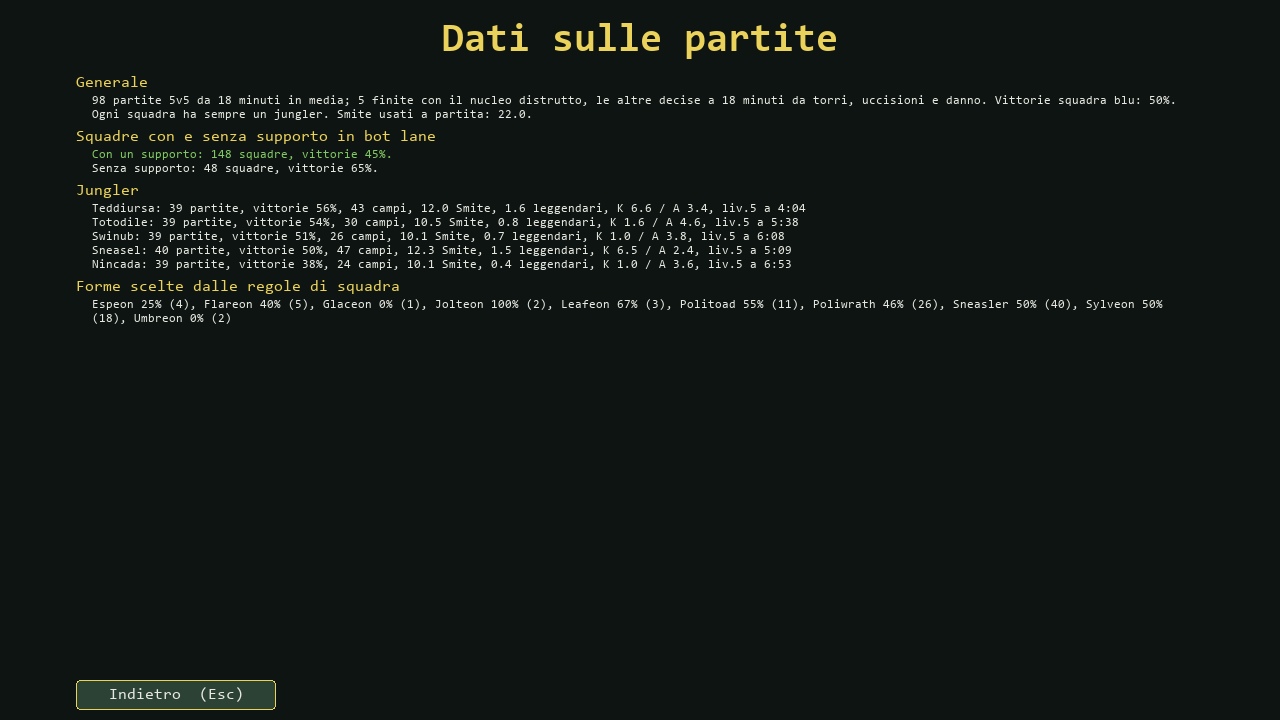 Dati sulle partite
Generale
98 partite 5v5 da 18 minuti in media; 5 finite con il nucleo distrutto, le altre decise a 18 minuti da torri, uccisioni e danno. Vittorie squadra blu: 50%.
Ogni squadra ha sempre un jungler. Smite usati a partita: 22.0.
Squadre con e senza supporto in bot lane
Con un supporto: 148 squadre, vittorie 45%.
Senza supporto: 48 squadre, vittorie 65%.
Jungler
Teddiursa: 39 partite, vittorie 56%, 43 campi, 12.0 Smite, 1.6 leggendari, K 6.6 / A 3.4, liv.5 a 4:04
Totodile: 39 partite, vittorie 54%, 30 campi, 10.5 Smite, 0.8 leggendari, K 1.6 / A 4.6, liv.5 a 5:38
Swinub: 39 partite, vittorie 51%, 26 campi, 10.1 Smite, 0.7 leggendari, K 1.0 / A 3.8, liv.5 a 6:08
Sneasel: 40 partite, vittorie 50%, 47 campi, 12.3 Smite, 1.5 leggendari, K 6.5 / A 2.4, liv.5 a 5:09
Nincada: 39 partite, vittorie 38%, 24 campi, 10.1 Smite, 0.4 leggendari, K 1.0 / A 3.6, liv.5 a 6:53
Forme scelte dalle regole di squadra
Espeon 25% (4), Flareon 40% (5), Glaceon 0% (1), Jolteon 100% (2), Leafeon 67% (3), Politoad 55% (11), Poliwrath 46% (26), Sneasler 50% (40), Sylveon 50%
(18), Umbreon 0% (2)
Indietro  (Esc)